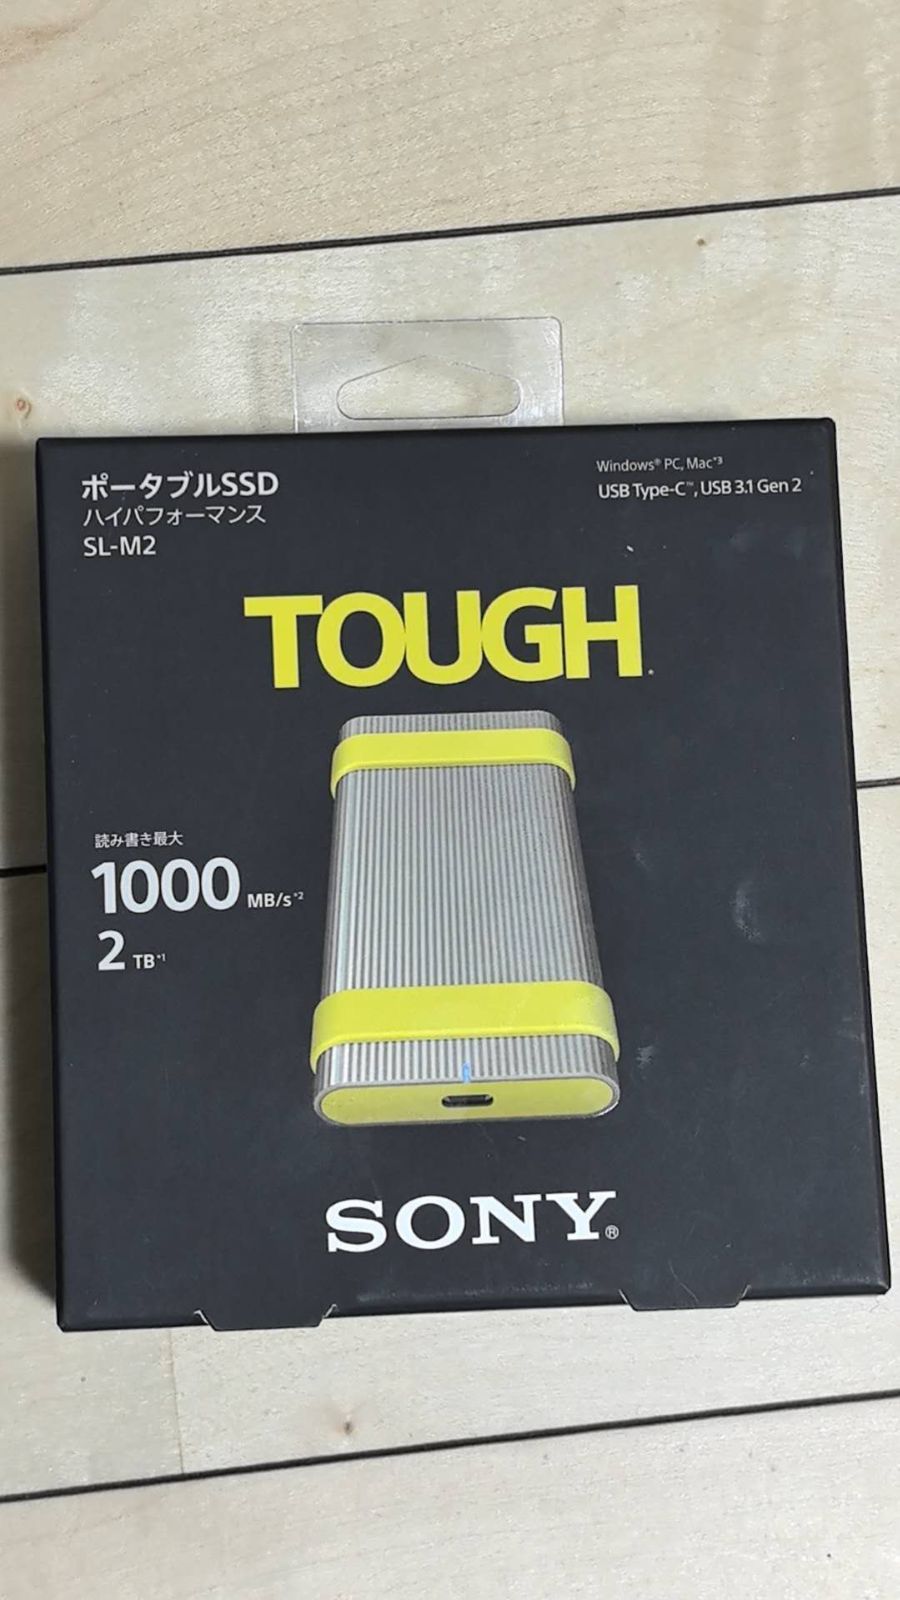 ポータブルSSD
ハイパフォーマンス
SL-M2
Windows® PC, Mac*3
USB Type-C™, USB 3.1 Gen 2
TOUGH
読み書き最大
1000 MB/s*2
2 TB*1
SONY®